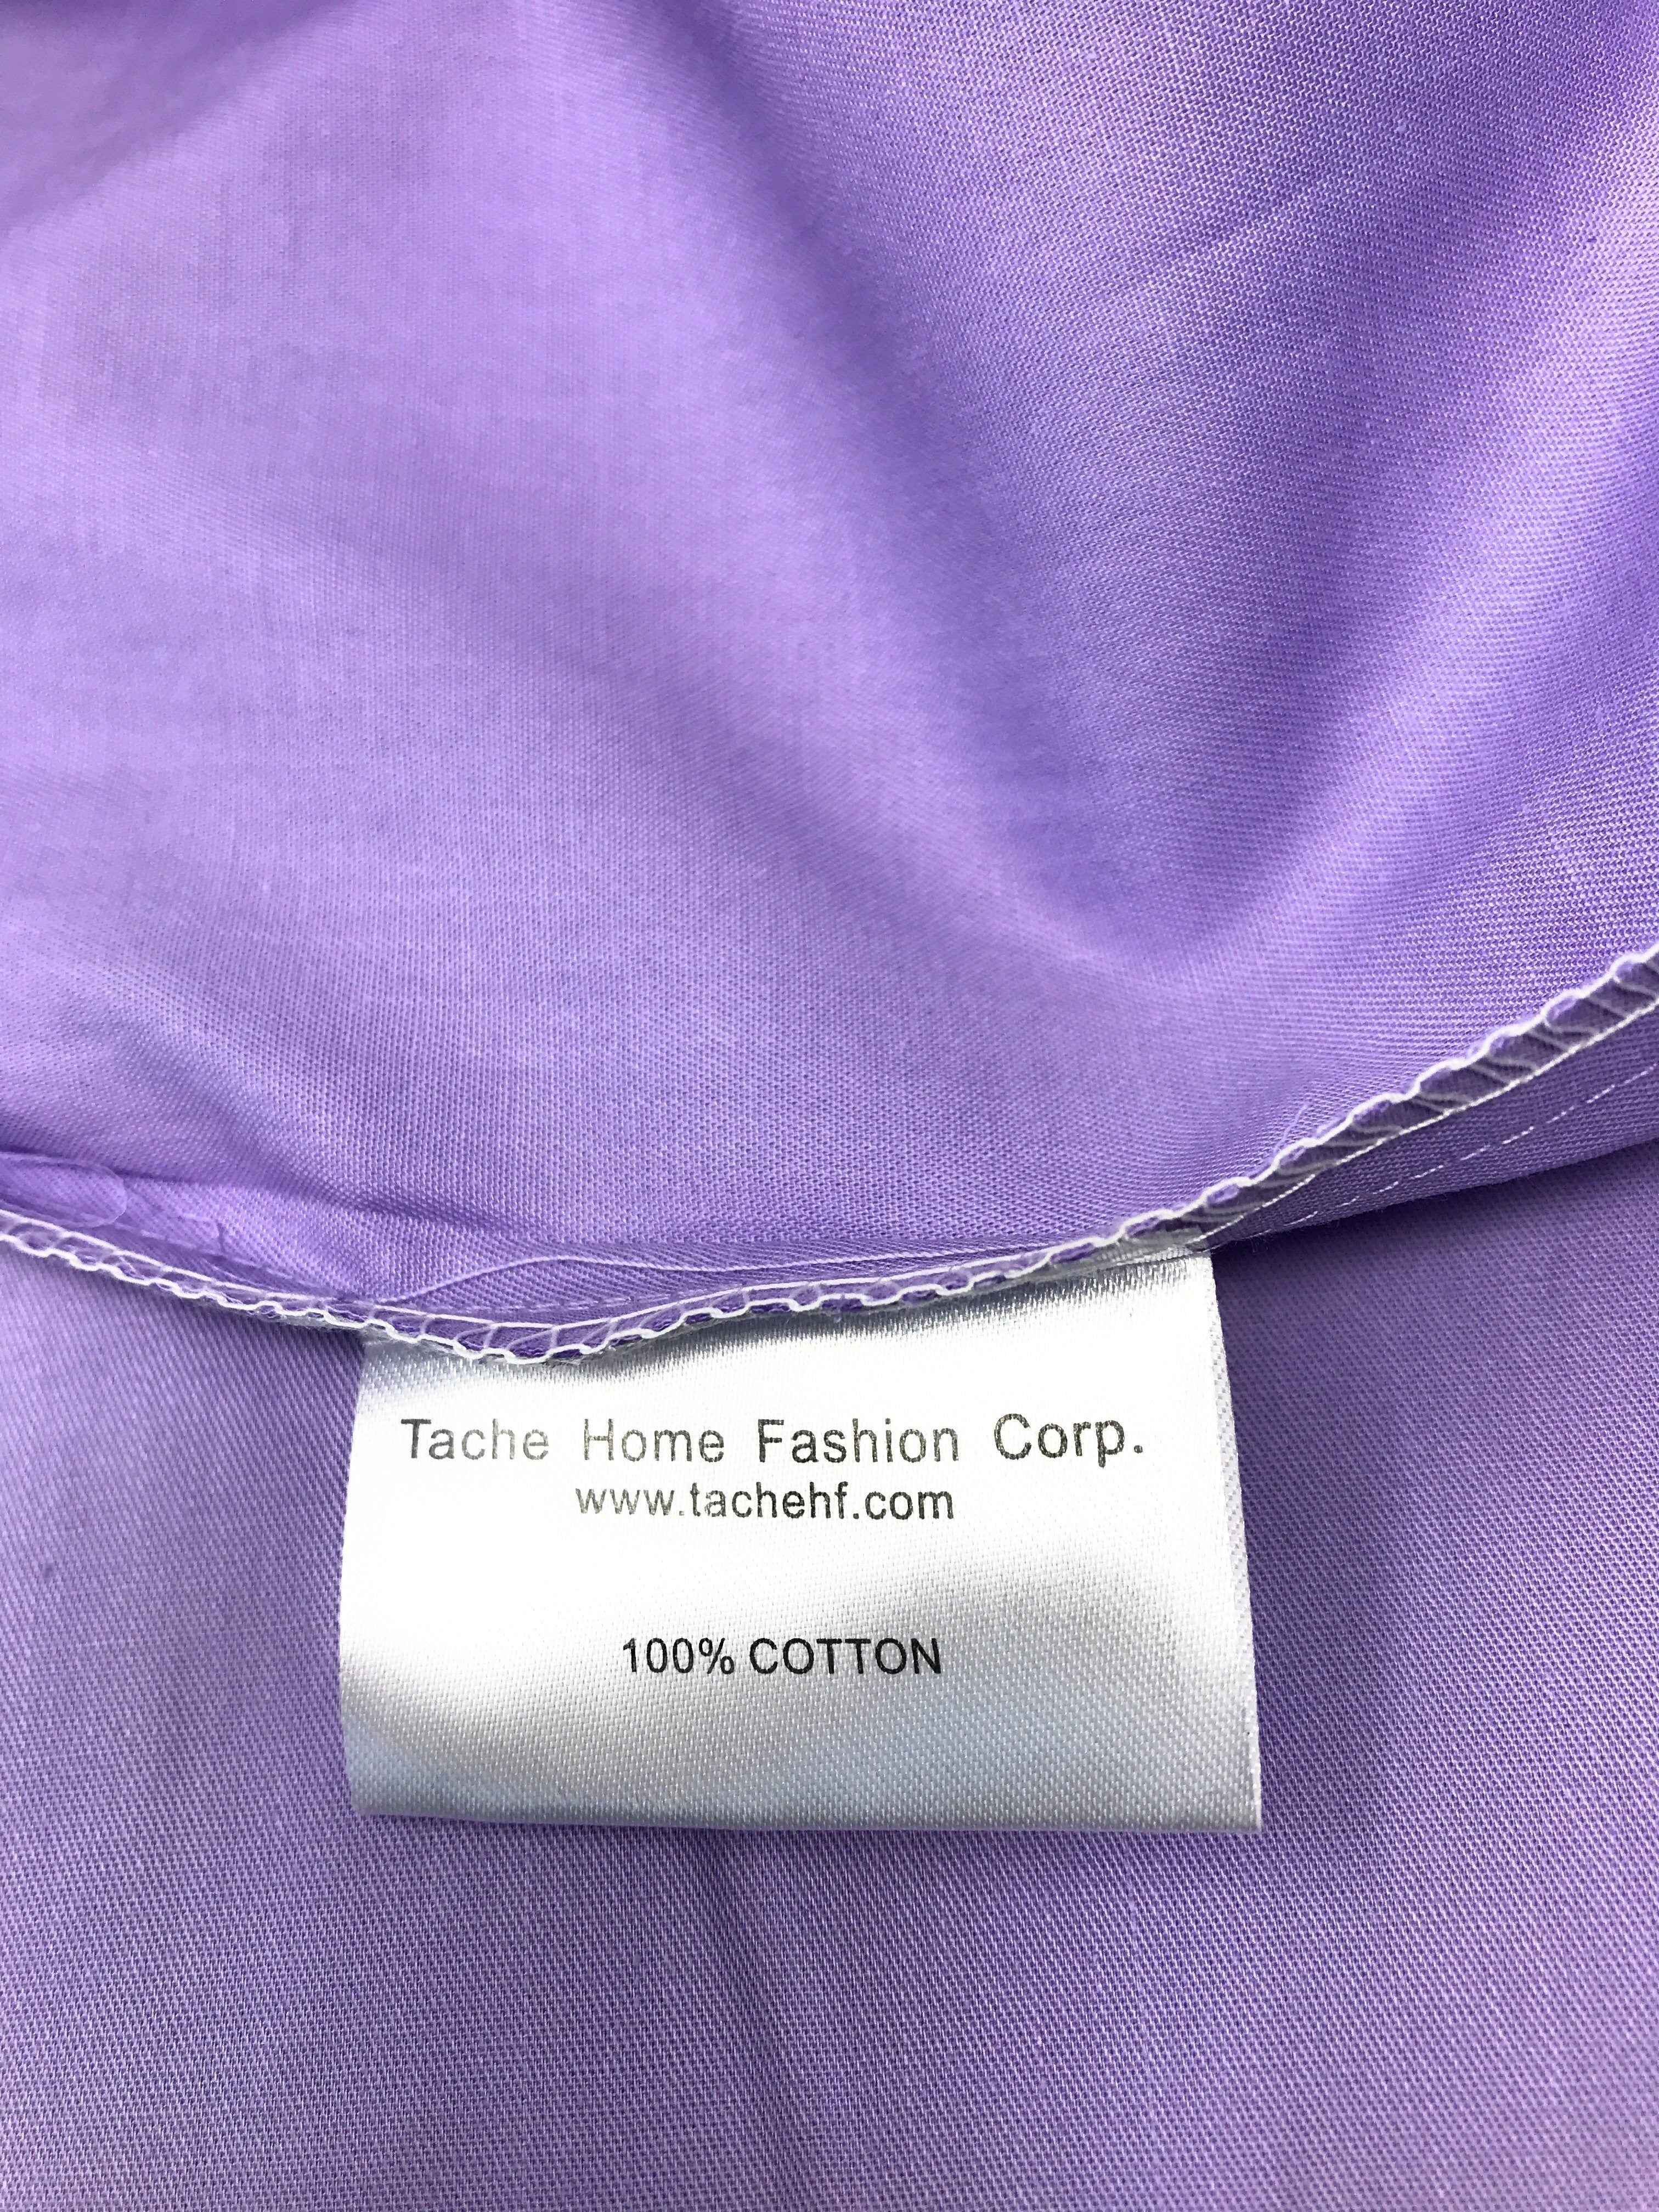 Tache Home Fashion Corp.
www.tachehf.com
100% COTTON